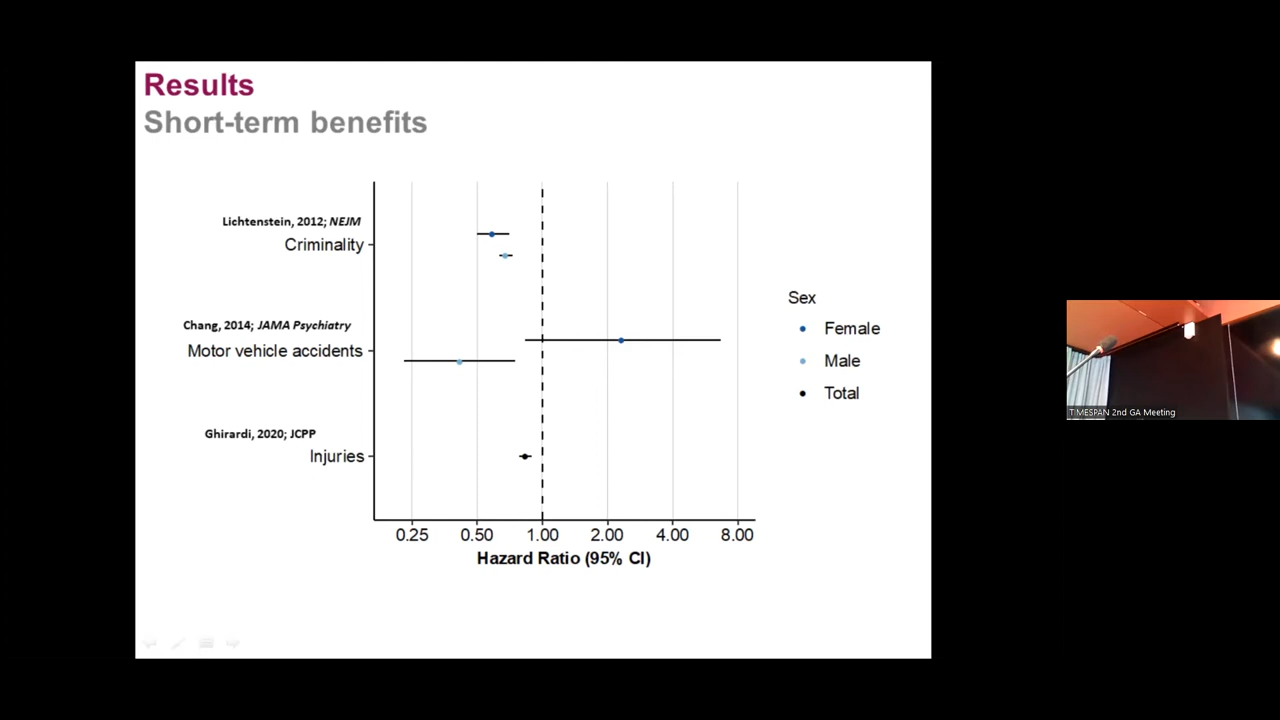 Results
Short-term benefits
Lichtenstein, 2012; NEJM
Criminality
Chang, 2014; JAMA Psychiatry
Motor vehicle accidents
Ghirardi, 2020; JCPP
Injuries
0.25 0.50 1.00 2.00 4.00 8.00
Hazard Ratio (95% CI)
Sex
Female
Male
Total
TIMESPAN 2nd GA Meeting